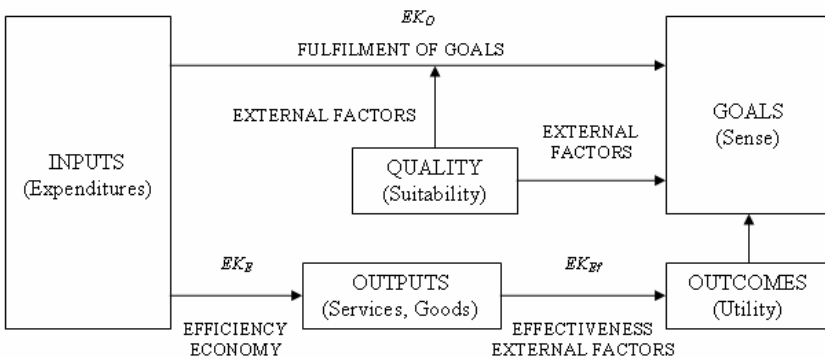 EK_O
FULFILMENT OF GOALS
EXTERNAL FACTORS
GOALS
(Sense)
EXTERNAL
FACTORS
INPUTS
(Expenditures)
QUALITY
(Suitability)
EK_E
OUTPUTS
(Services, Goods)
EK_Ef
OUTCOMES
(Utility)
EFFICIENCY
ECONOMY
EFFECTIVENESS
EXTERNAL FACTORS